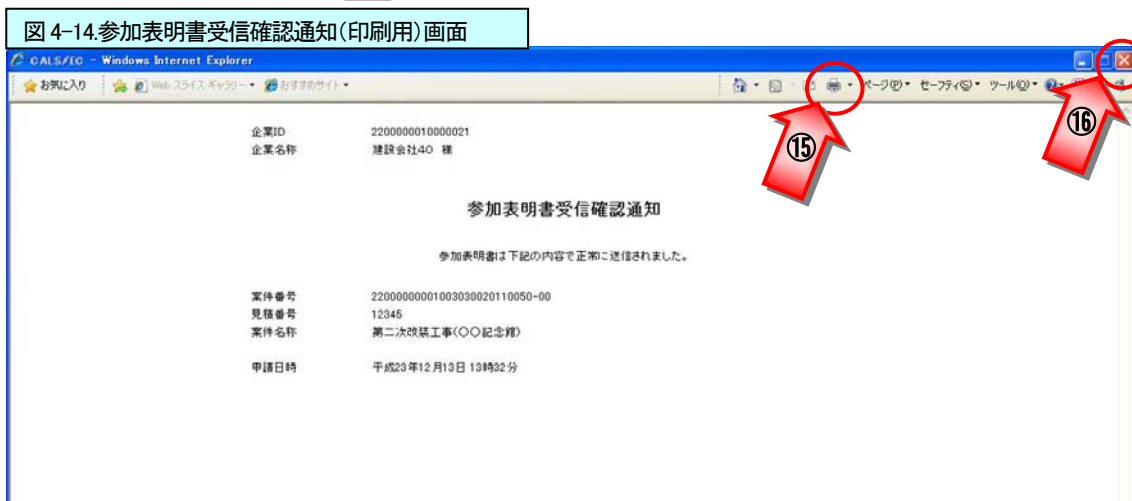 図 4-14.参加表明書受信確認通知(印刷用)画面
CALS/EC - Windows Internet Explorer
お気に入り Web スライス ギャラリー おすすめサイト ページ(P) セーフティ(S) ツール(O)
企業ID 2200000010000021
企業名称 建設会社40 様
⑮
⑯
参加表明書受信確認通知
参加表明書は下記の内容で正常に送信されました。
案件番号 22000000001003030020110050-00
見積番号 12345
案件名称 第二次改装工事(〇〇記念館)
申請日時 平成23年12月13日 13時32分